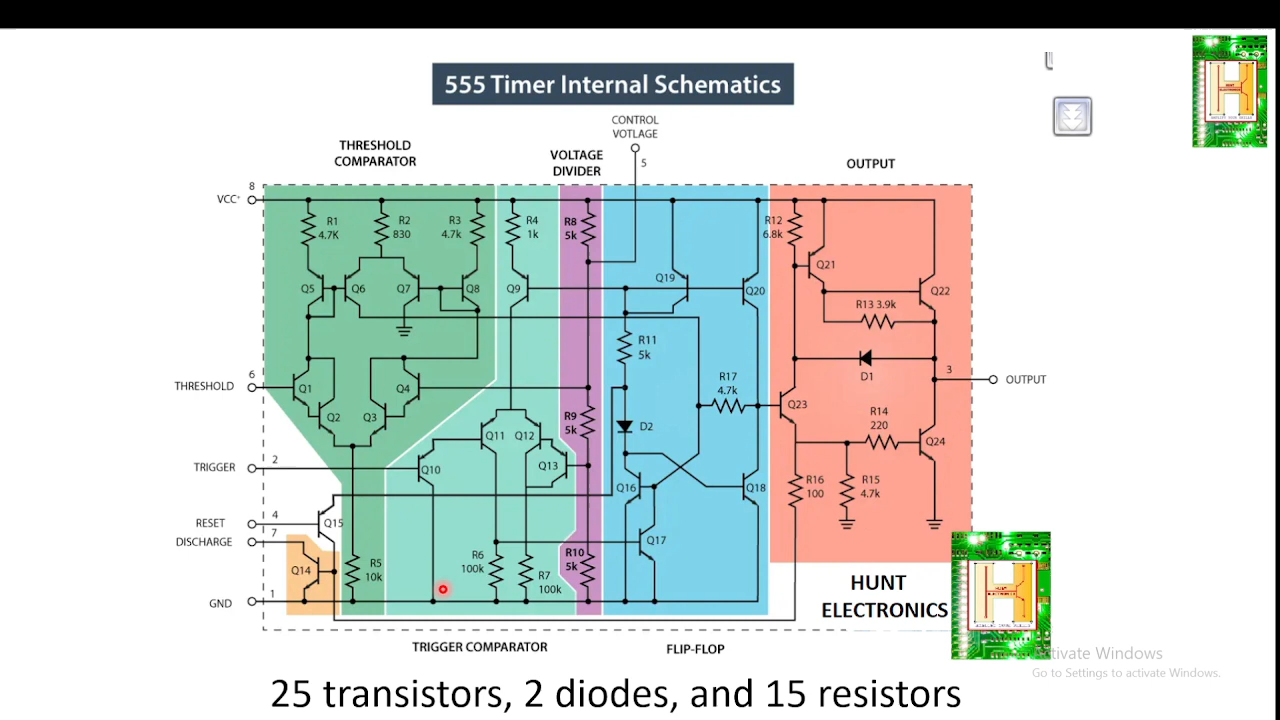 555 Timer Internal Schematics
CONTROL
VOTLAGE
5
THRESHOLD
COMPARATOR
VOLTAGE
DIVIDER
OUTPUT
8
VCC+
R1
4.7K
R2
830
R3
4.7k
R4
1k
R8
5k
R12
6.8k
Q5
Q6
Q7
Q8
Q9
Q19
Q20
Q21
Q22
R13 3.9k
R11
5k
D1
6
THRESHOLD
Q1
Q4
R17
4.7k
3
OUTPUT
Q2
Q3
R9
5k
Q23
R14
220
D2
Q11
Q12
Q24
2
TRIGGER
Q10
Q13
Q16
Q18
R16
100
R15
4.7k
4
RESET
Q15
7
DISCHARGE
Q17
Q14
R5
10k
R6
100k
R7
100k
R10
5k
1
GND
HUNT
ELECTRONICS
TRIGGER COMPARATOR
FLIP-FLOP
Activate Windows
Go to Settings to activate Windows.
25 transistors, 2 diodes, and 15 resistors